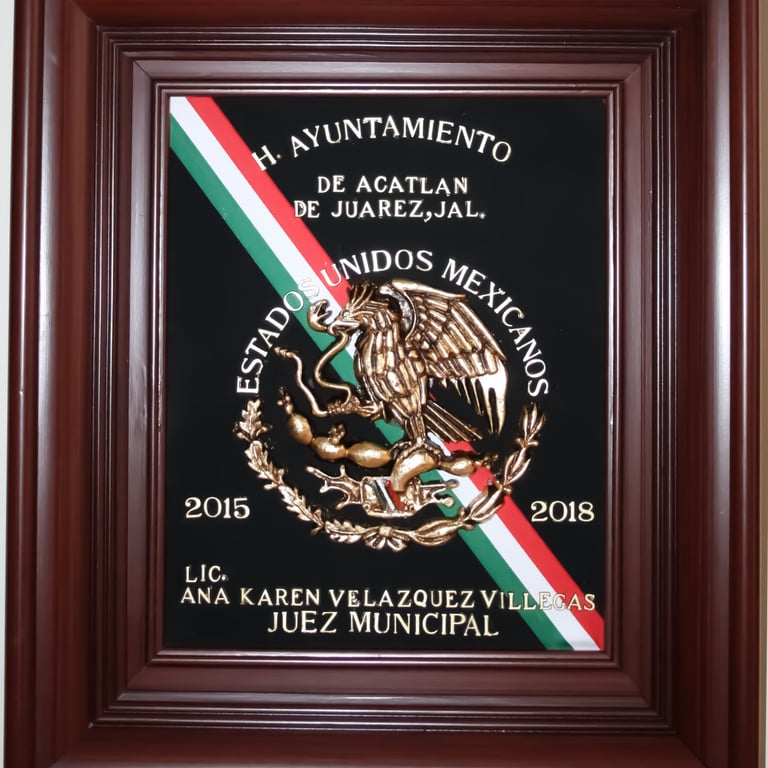 H. AYUNTAMIENTO
DE ACATLAN
DE JUAREZ, JAL.
ESTADOS UNIDOS MEXICANOS
2015
2018
LIC.
ANA KAREN VELAZQUEZ VILLEGAS
JUEZ MUNICIPAL